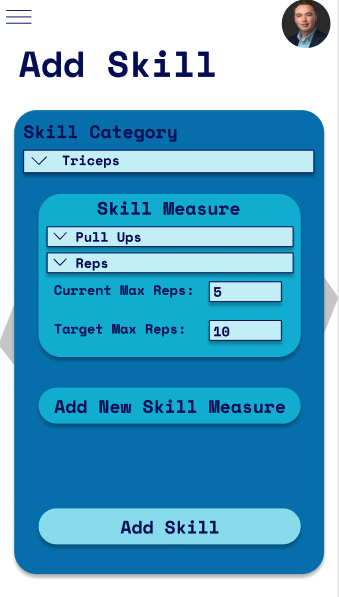 Add Skill
Skill Category
Triceps
Skill Measure
Pull Ups
Reps
Current Max Reps: 5
Target Max Reps: 10
Add New Skill Measure
Add Skill